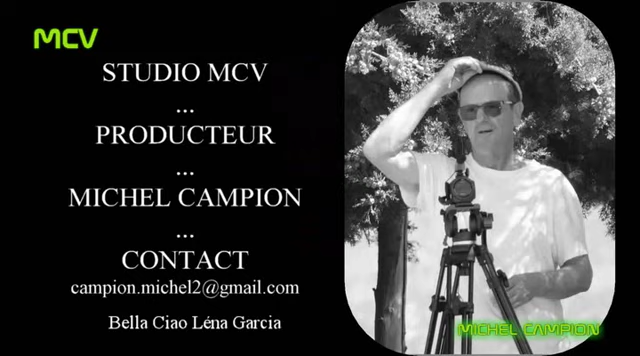 MCV
STUDIO MCV
...
PRODUCTEUR
...
MICHEL CAMPION
...
CONTACT
campion.michel2@gmail.com
Bella Ciao Léna Garcia
MICHEL CAMPION